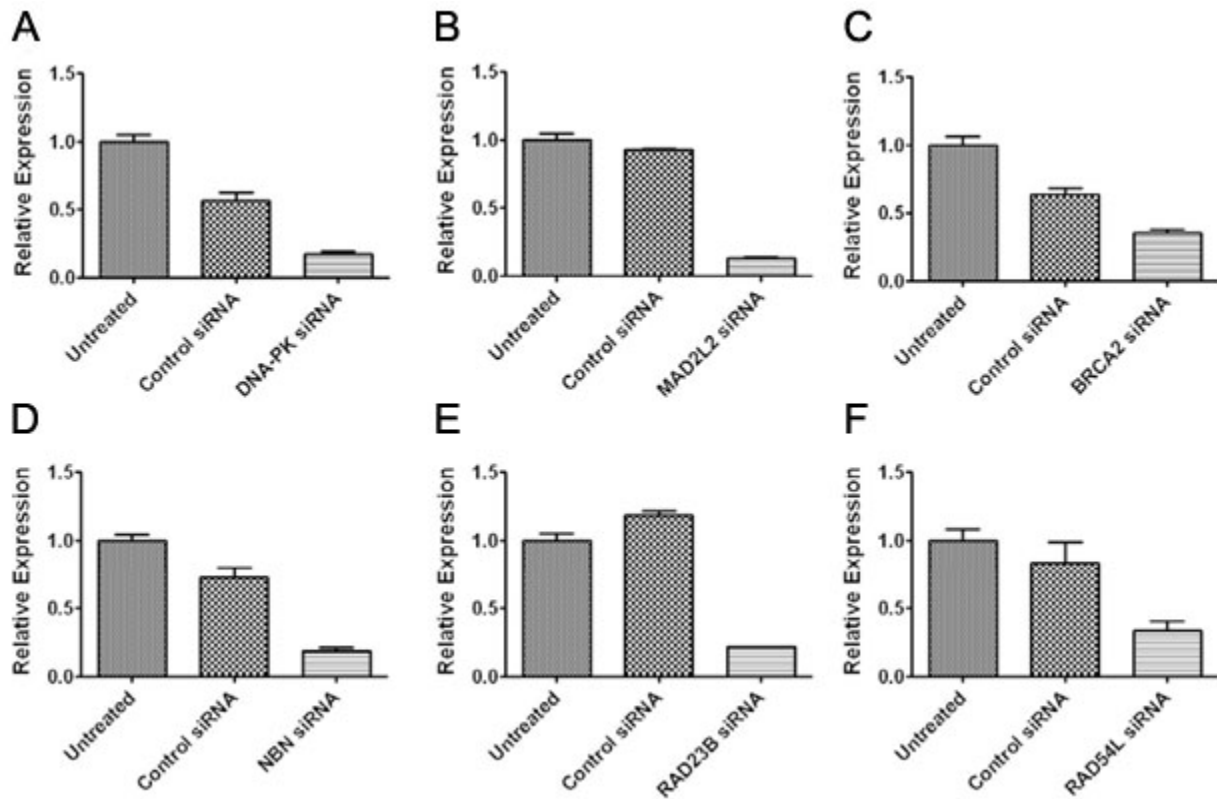 A
Relative Expression
1.5
1.0
0.5
0.0
Untreated
Control siRNA
DNA-PK siRNA
B
Relative Expression
1.5
1.0
0.5
0.0
Untreated
Control siRNA
MAD2L2 siRNA
C
Relative Expression
1.5
1.0
0.5
0.0
Untreated
Control siRNA
BRCA2 siRNA
D
Relative Expression
1.5
1.0
0.5
0.0
Untreated
Control siRNA
NBN siRNA
E
Relative Expression
1.5
1.0
0.5
0.0
Untreated
Control siRNA
RAD23B siRNA
F
Relative Expression
1.5
1.0
0.5
0.0
Untreated
Control siRNA
RAD54L siRNA